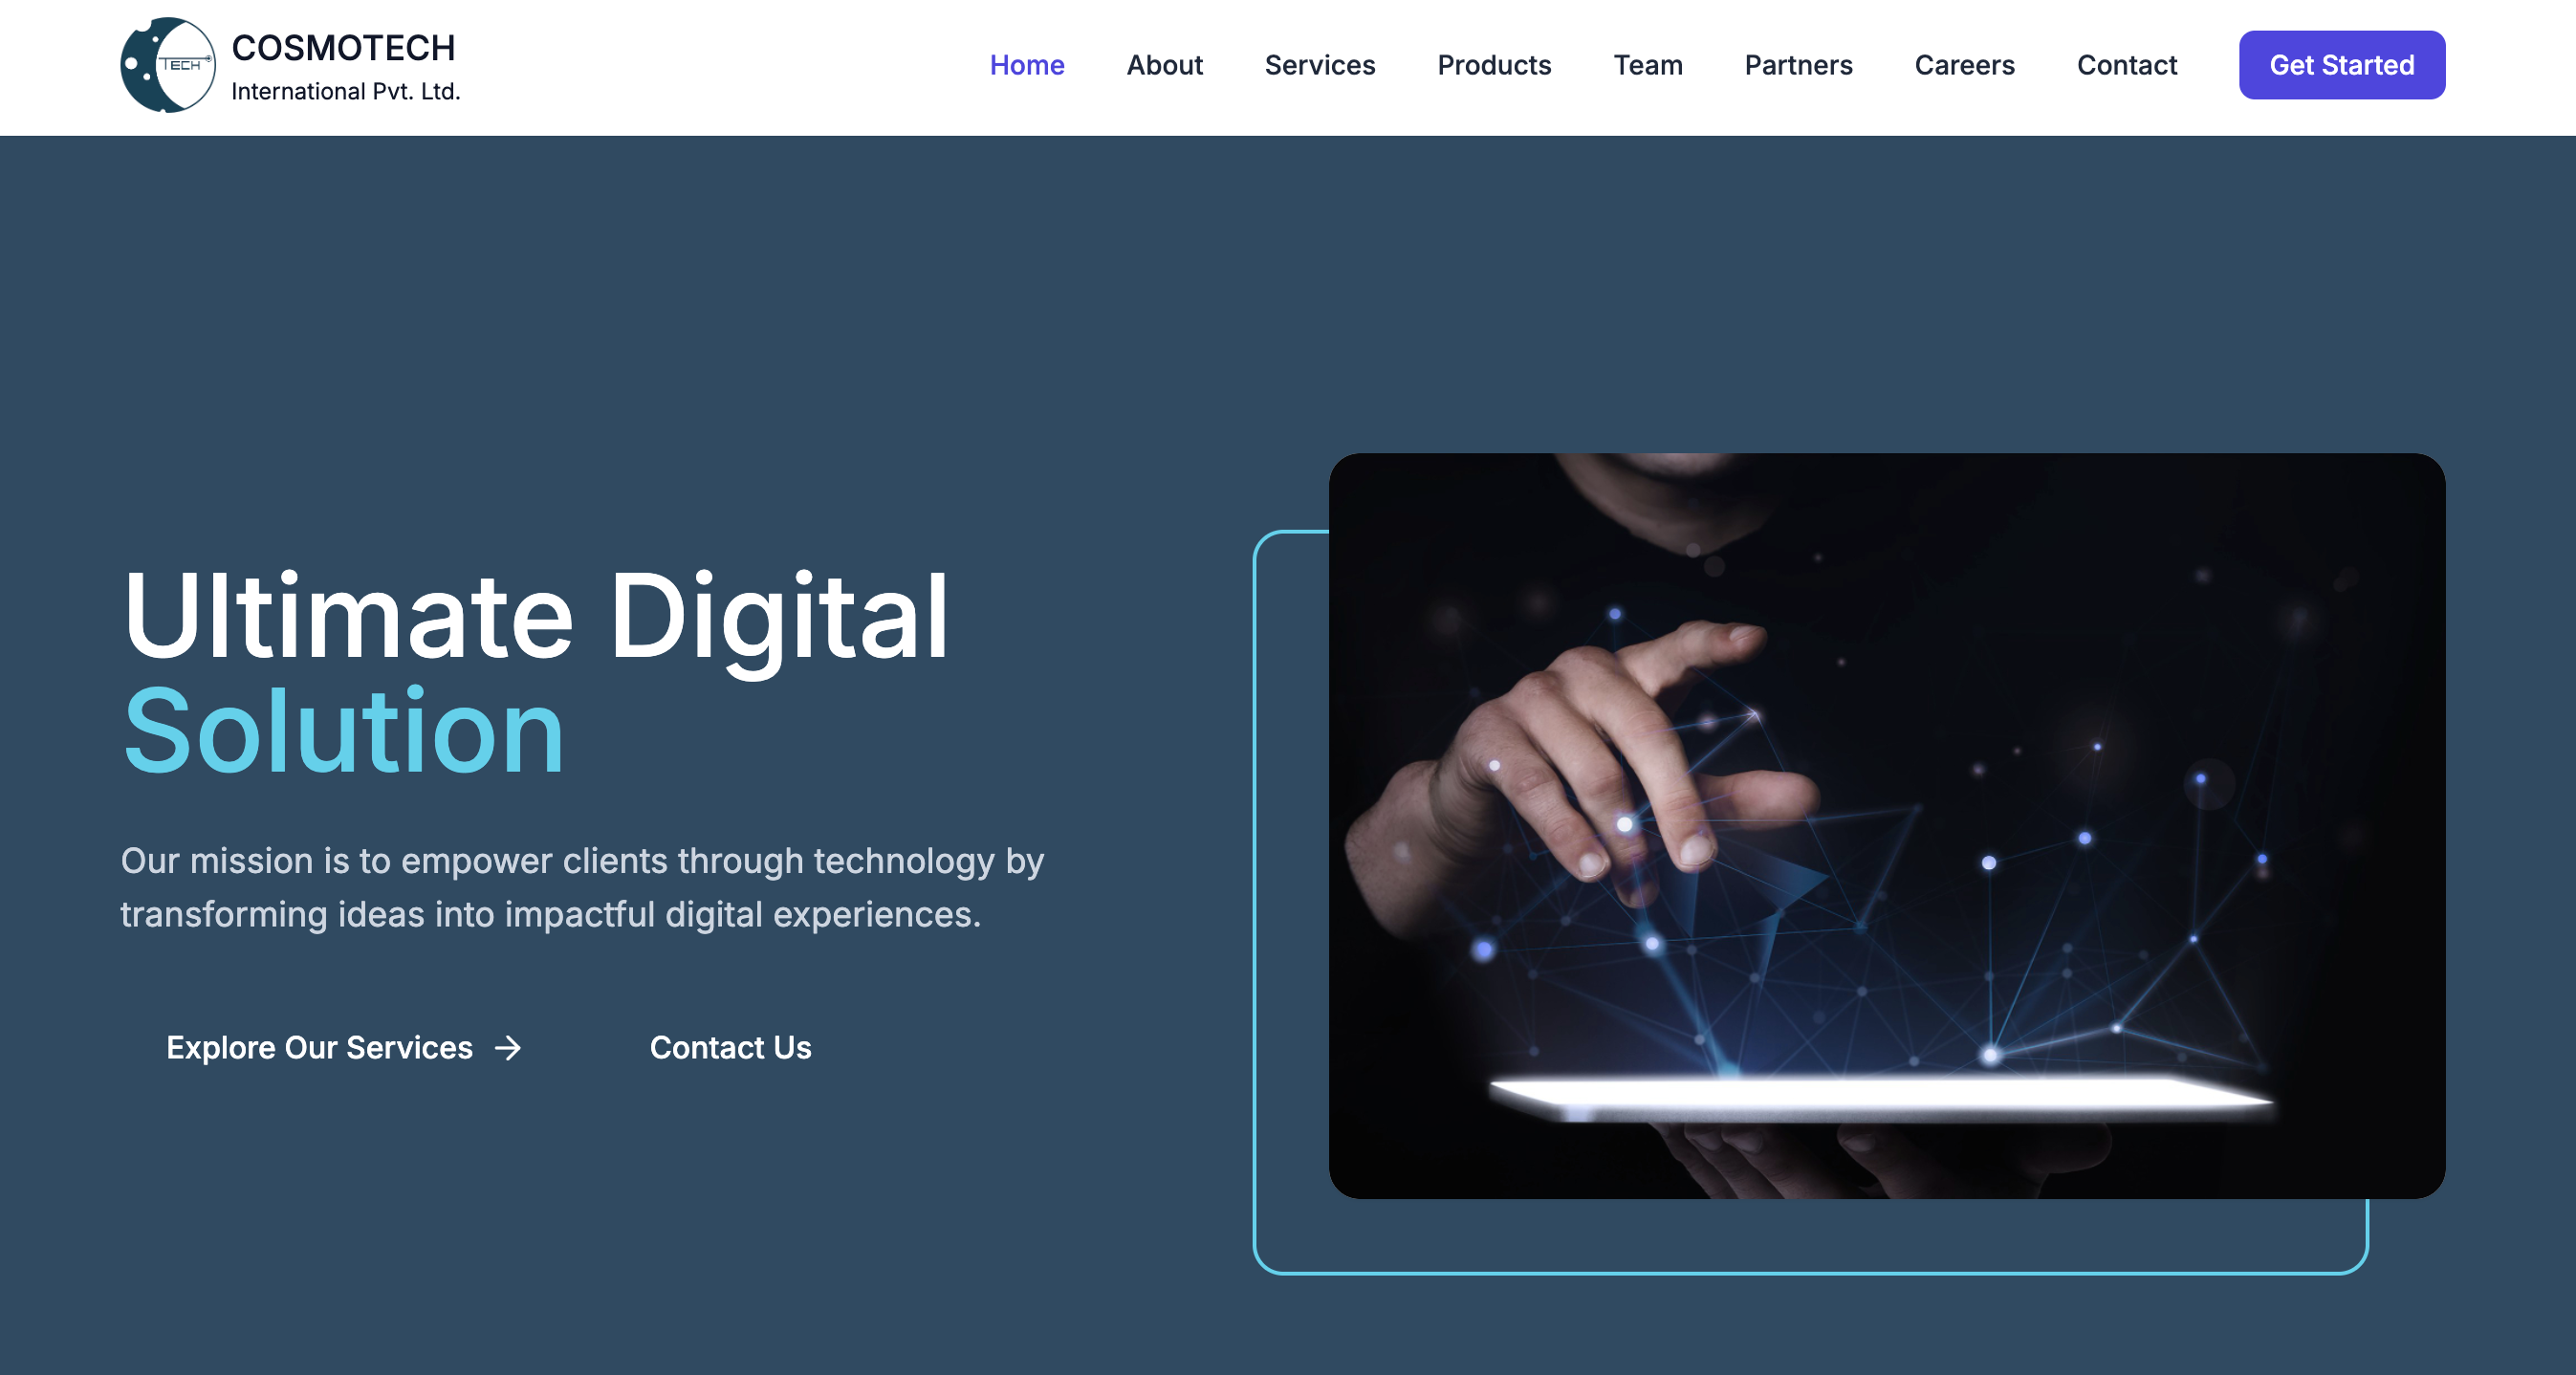 TECH
COSMOTECH
International Pvt. Ltd.
Home
About
Services
Products
Team
Partners
Careers
Contact
Get Started
Ultimate Digital
Solution
Our mission is to empower clients through technology by
transforming ideas into impactful digital experiences.
Explore Our Services →
Contact Us